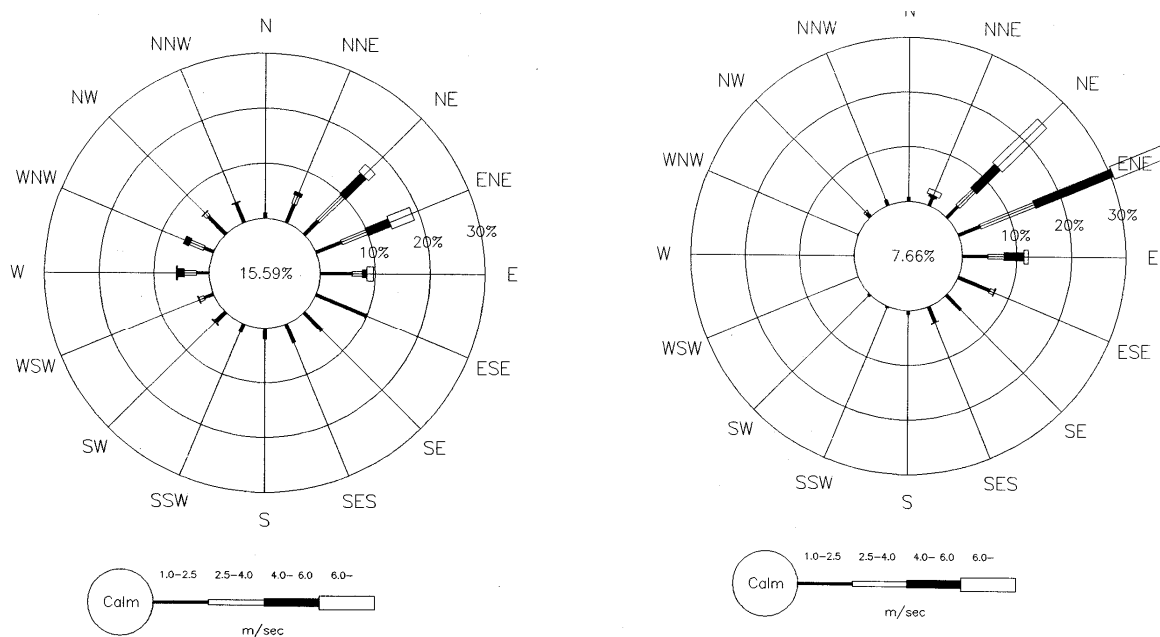 N
NNW
NNE
NW
NE
WNW
ENE
10%
20%
30%
W
15.59%
E
WSW
ESE
SW
SE
SSW
SES
S
1.0-2.5 2.5-4.0 4.0- 6.0 6.0~
Calm
m/sec
N
NNW
NNE
NW
NE
WNW
ENE
10%
20%
30%
W
7.66%
E
WSW
ESE
SW
SE
SSW
SES
S
1.0-2.5 2.5-4.0 4.0- 6.0 6.0~
Calm
m/sec